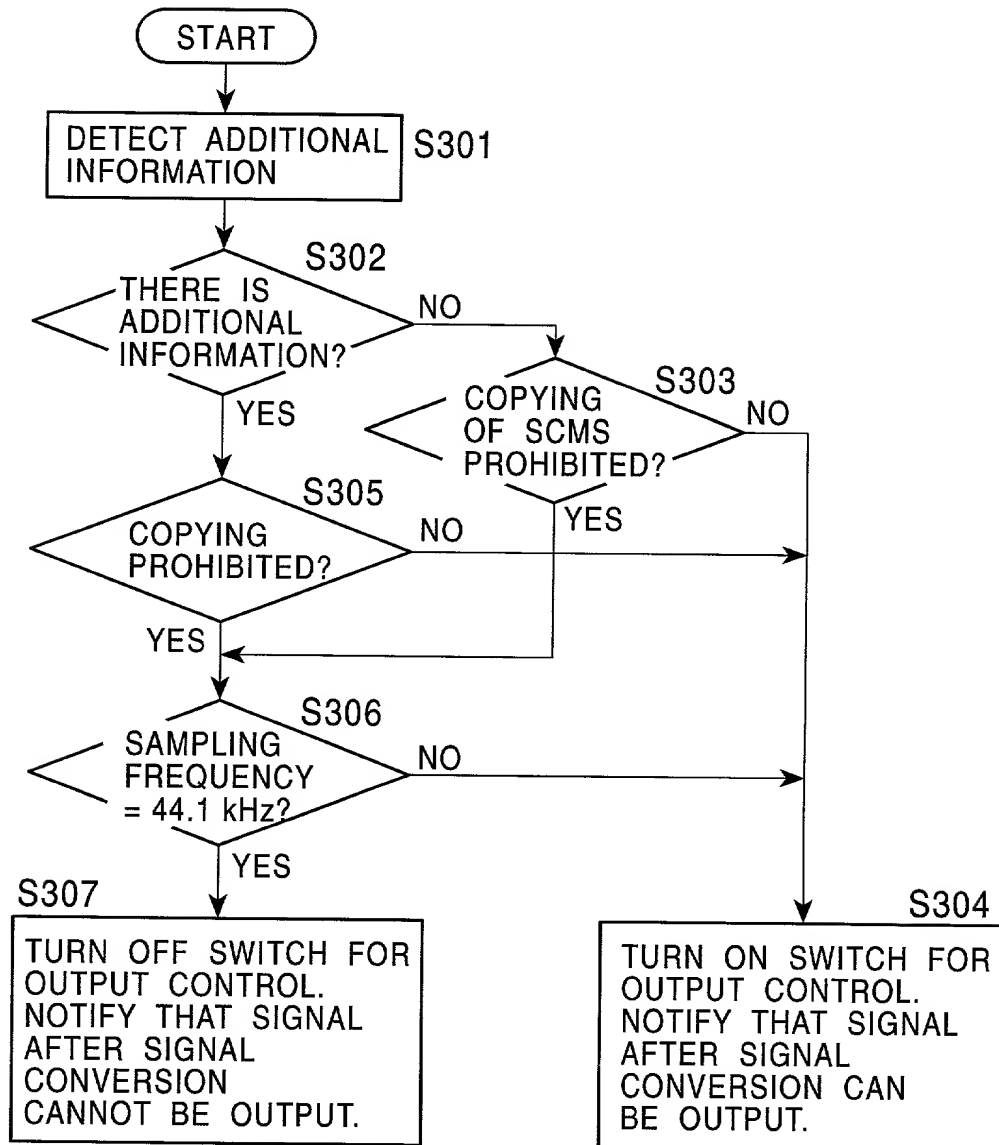 START
DETECT ADDITIONAL
INFORMATION
S301
S302
THERE IS
ADDITIONAL
INFORMATION?
NO
YES
S303
COPYING
OF SCMS
PROHIBITED?
NO
YES
S305
COPYING
PROHIBITED?
NO
YES
S306
SAMPLING
FREQUENCY
= 44.1 kHz?
NO
YES
S307
TURN OFF SWITCH FOR
OUTPUT CONTROL.
NOTIFY THAT SIGNAL
AFTER SIGNAL
CONVERSION
CANNOT BE OUTPUT.
S304
TURN ON SWITCH FOR
OUTPUT CONTROL.
NOTIFY THAT SIGNAL
AFTER SIGNAL
CONVERSION CAN
BE OUTPUT.